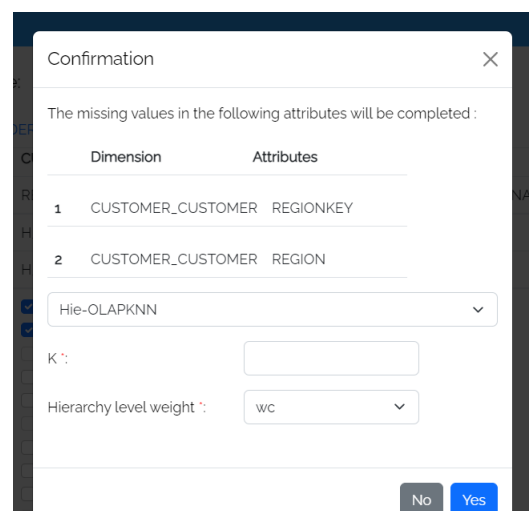 Confirmation
The missing values in the following attributes will be completed :
Dimension Attributes
1 CUSTOMER_CUSTOMER REGIONKEY
2 CUSTOMER_CUSTOMER REGION
Hie-OLAPKNN
K *:
Hierarchy level weight *: wc
No Yes